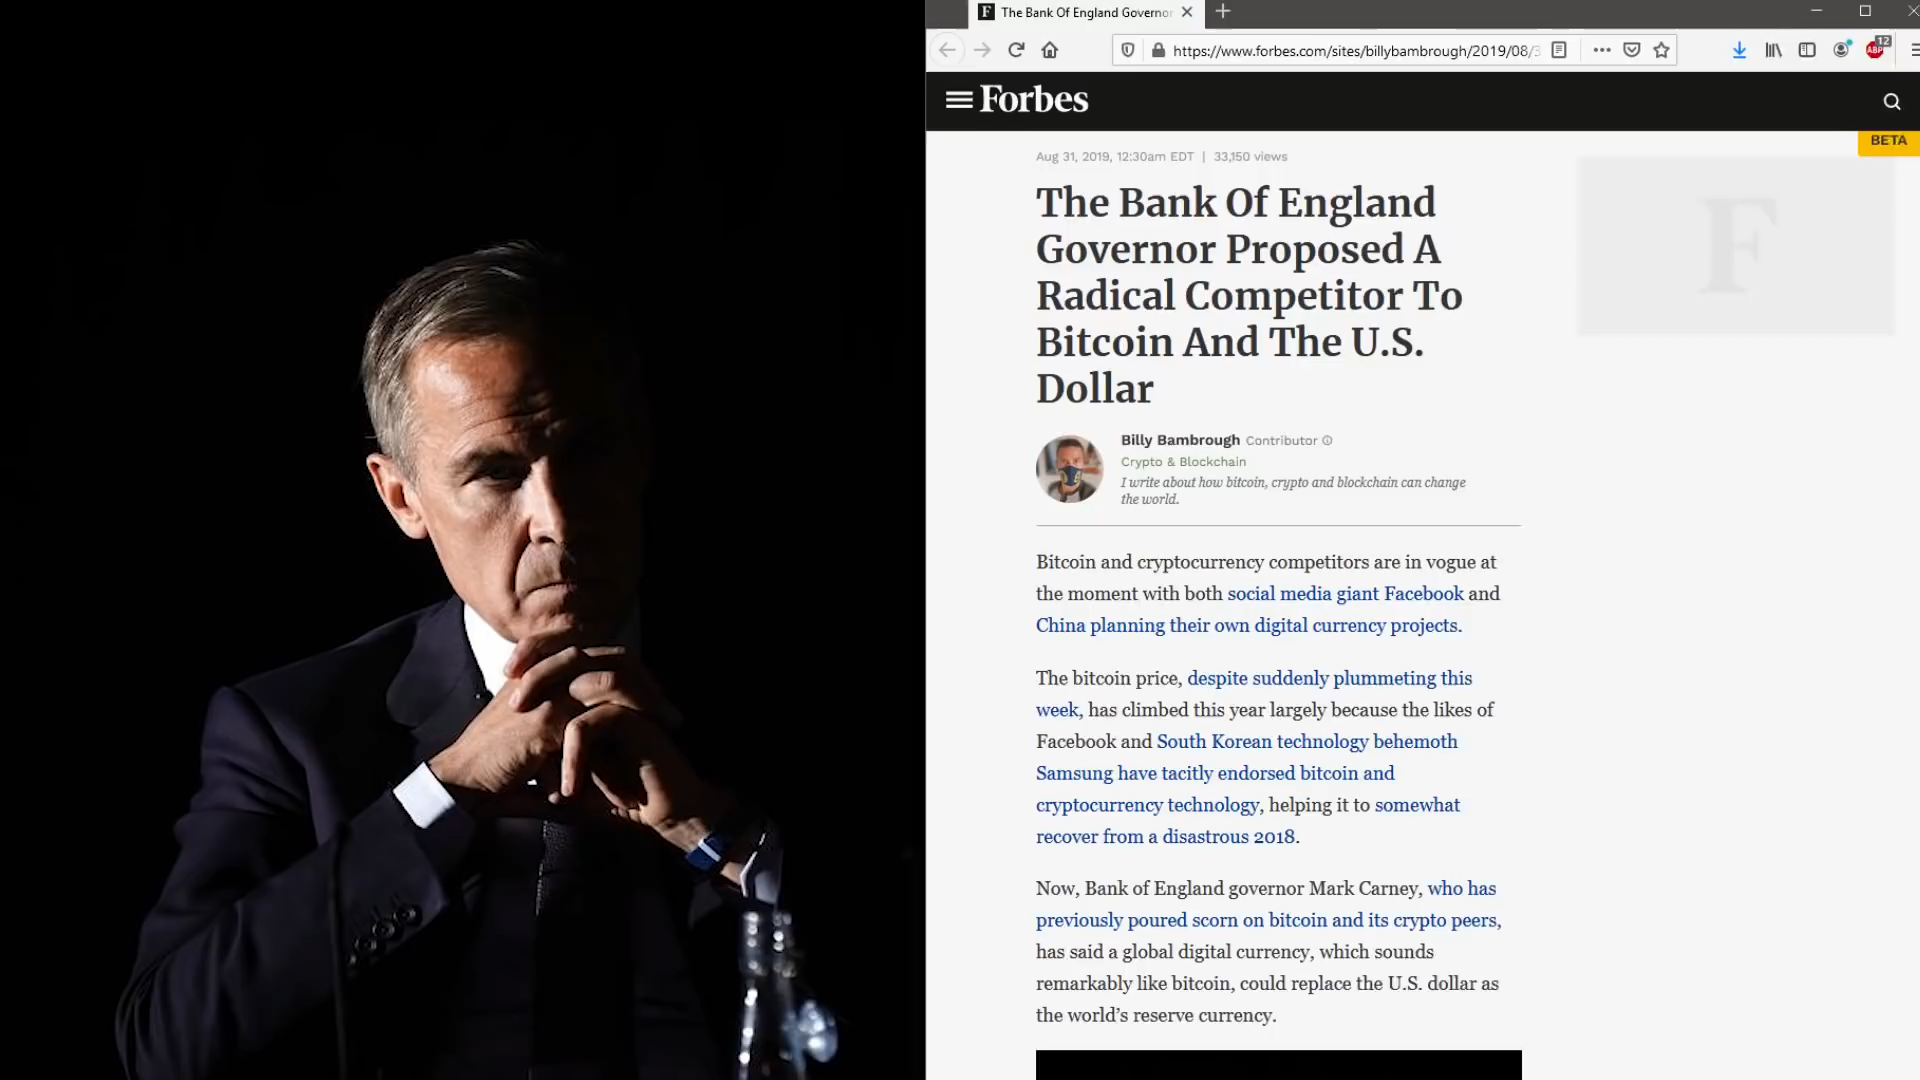 The Bank Of England Governor
https://www.forbes.com/sites/billybambrough/2019/08/3
12
ABP
Forbes
BETA
Aug 31, 2019, 12:30am EDT | 33,150 views
F
The Bank Of England
Governor Proposed A
Radical Competitor To
Bitcoin And The U.S.
Dollar
Billy Bambrough Contributor
Crypto & Blockchain
I write about how bitcoin, crypto and blockchain can change
the world.
Bitcoin and cryptocurrency competitors are in vogue at
the moment with both social media giant Facebook and
China planning their own digital currency projects.
The bitcoin price, despite suddenly plummeting this
week, has climbed this year largely because the likes of
Facebook and South Korean technology behemoth
Samsung have tacitly endorsed bitcoin and
cryptocurrency technology, helping it to somewhat
recover from a disastrous 2018.
Now, Bank of England governor Mark Carney, who has
previously poured scorn on bitcoin and its crypto peers,
has said a global digital currency, which sounds
remarkably like bitcoin, could replace the U.S. dollar as
the world's reserve currency.